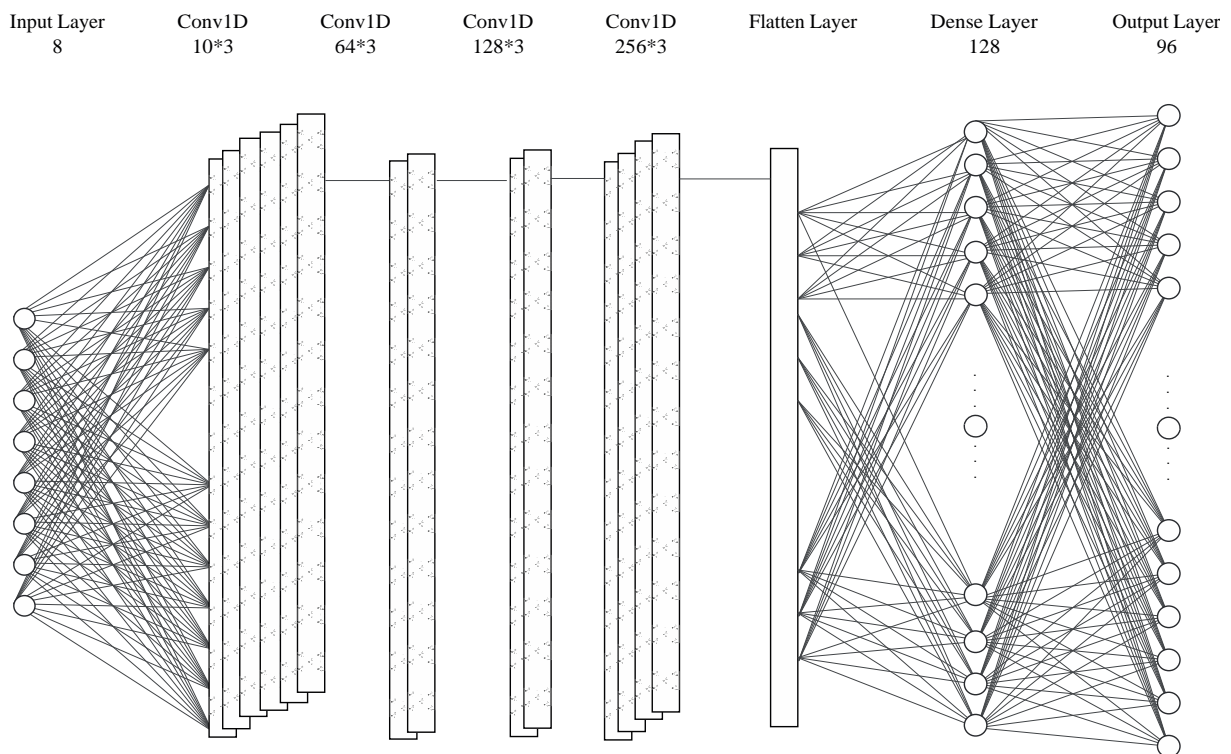 Input Layer
8
Conv1D
10*3
Conv1D
64*3
Conv1D
128*3
Conv1D
256*3
Flatten Layer
Dense Layer
128
Output Layer
96